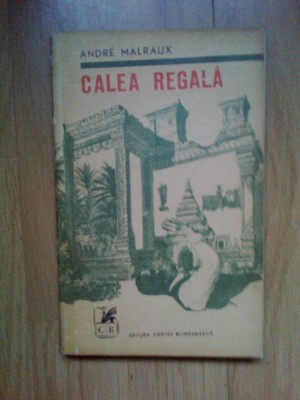 ANDRÉ MALRAUX
CALEA REGALĂ
C.R.
EDITURA CARTEA ROMÂNEASCĂ